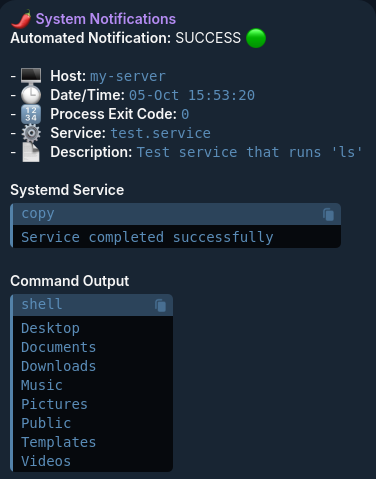 🌶️ System Notifications
Automated Notification: SUCCESS 🟢
- 🖥️ Host: my-server
- 🕒 Date/Time: 05-Oct 15:53:20
- 🔢 Process Exit Code: 0
- ⚙️ Service: test.service
- 📄 Description: Test service that runs 'ls'
Systemd Service
copy
Service completed successfully
Command Output
shell
Desktop
Documents
Downloads
Music
Pictures
Public
Templates
Videos